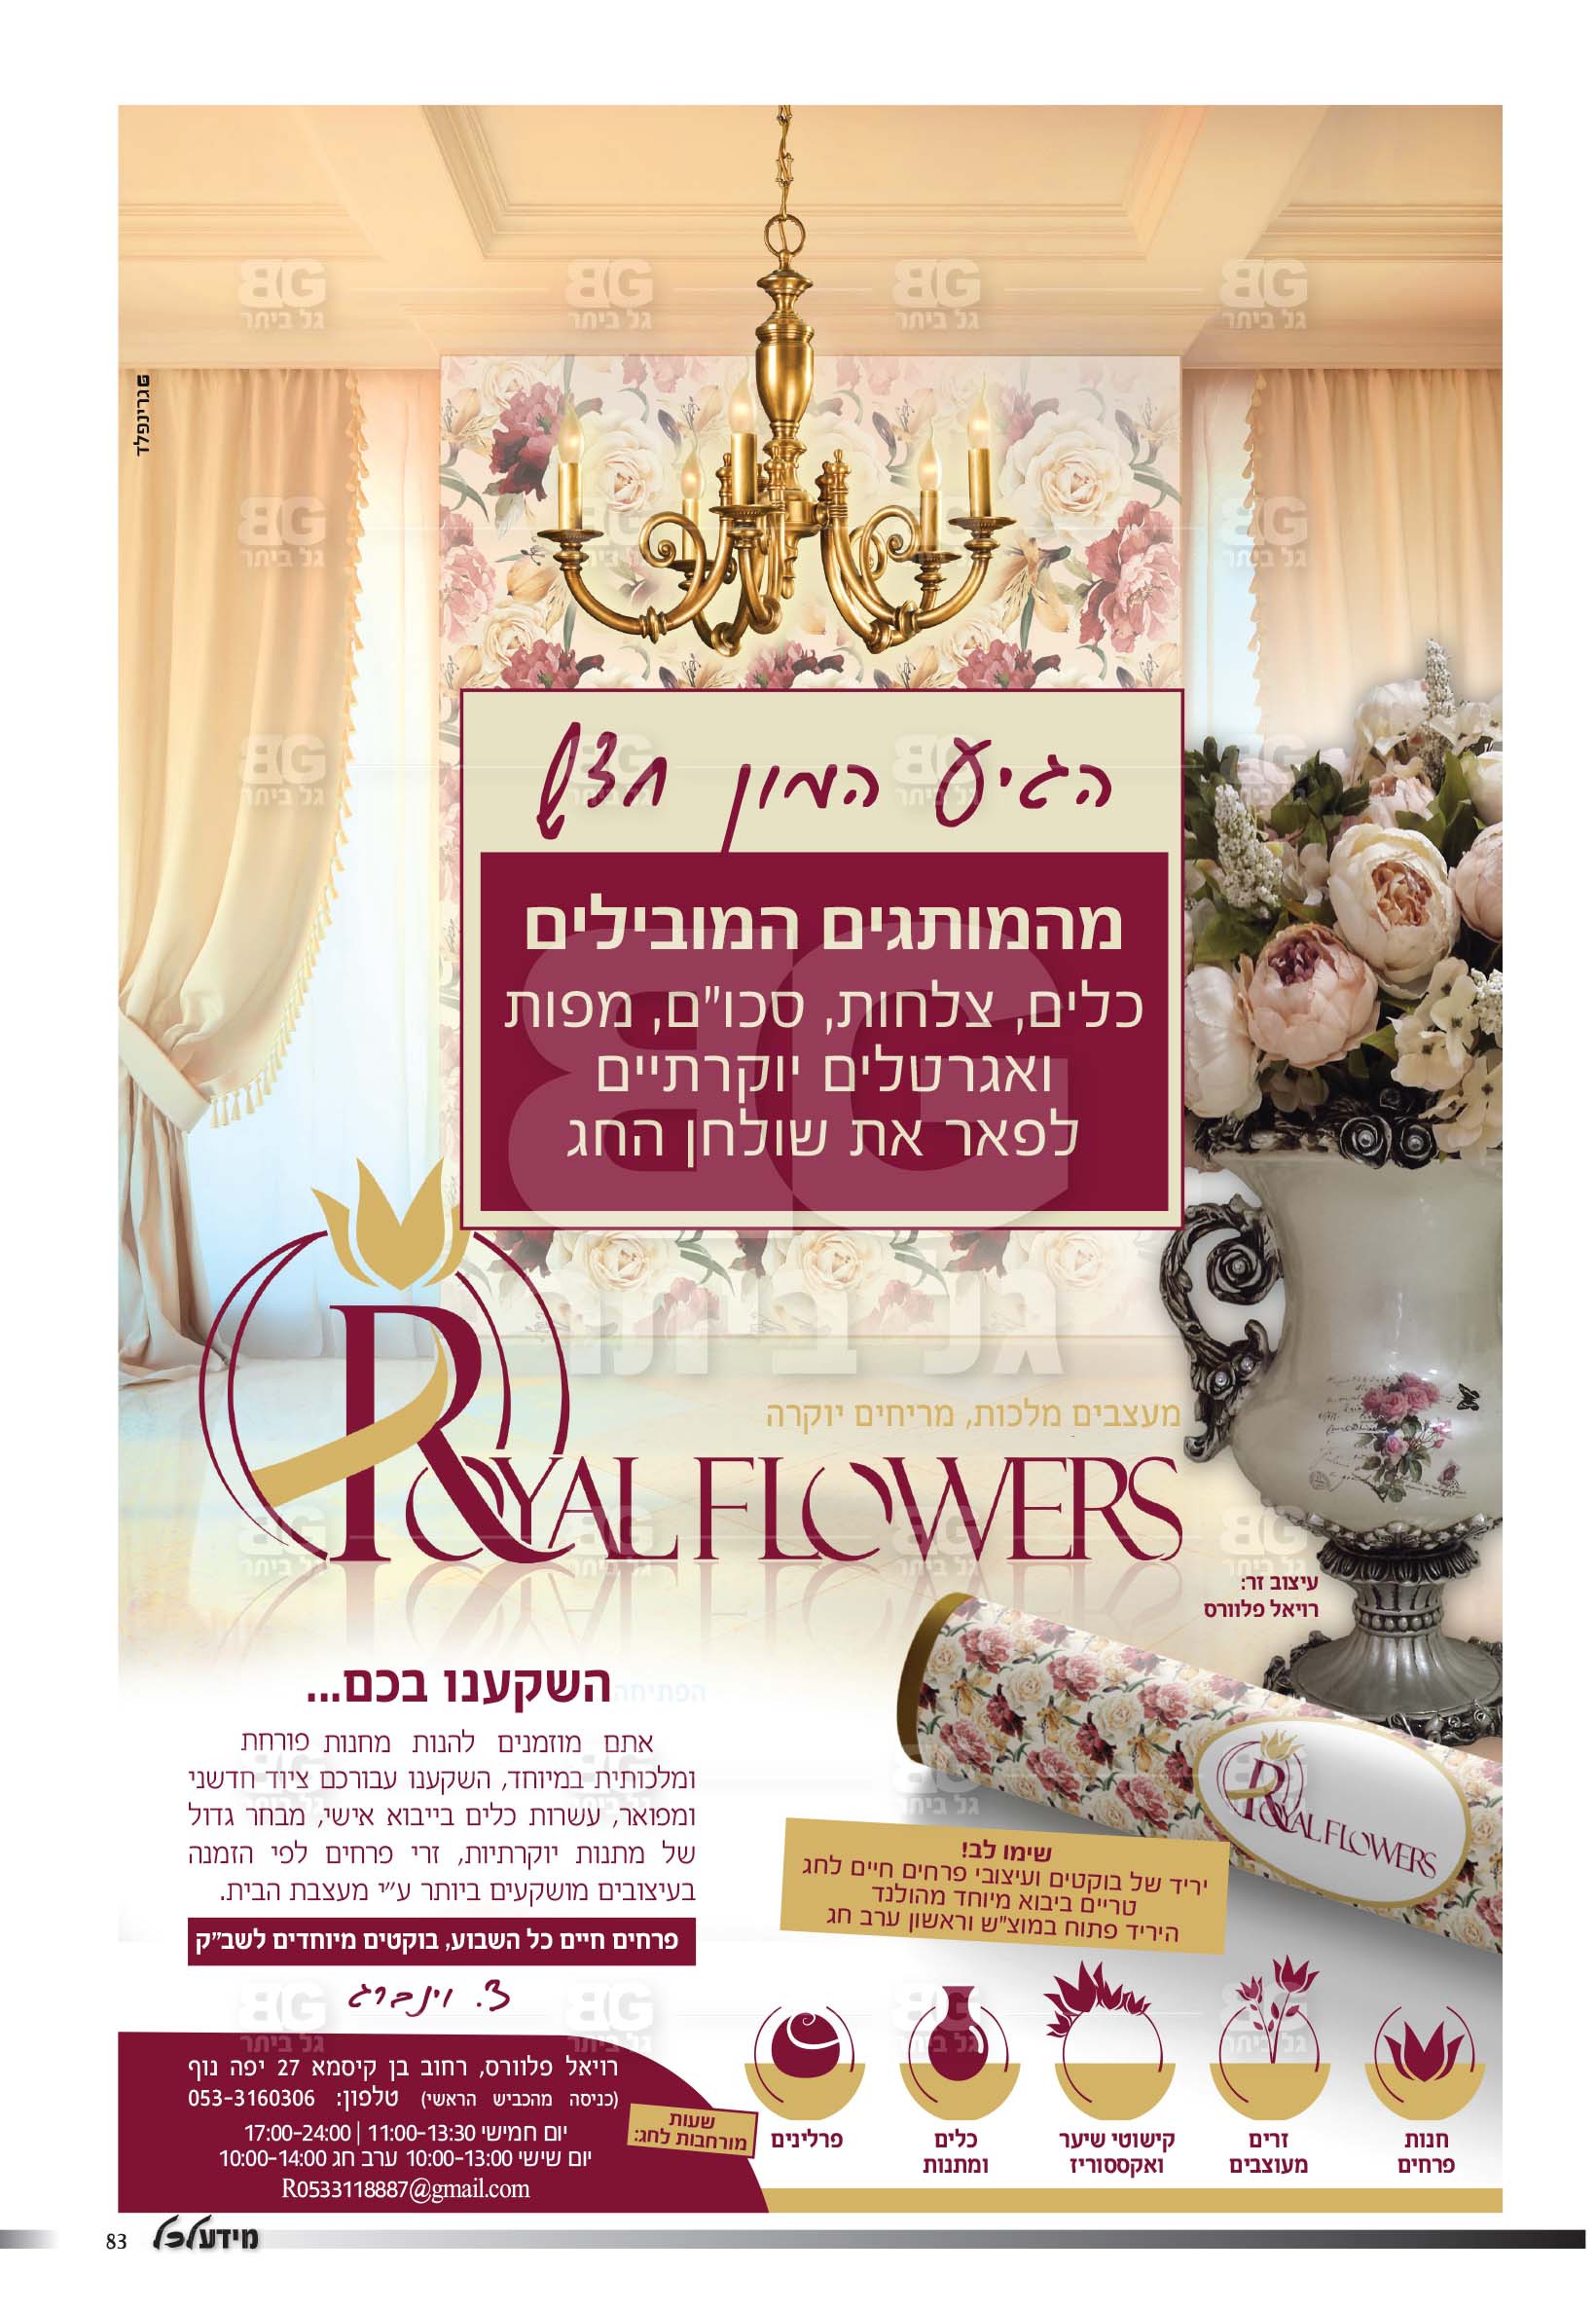 גרינפלד
הגיע המון חדש
מהמותגים המובילים
כלים, צלחות, סכו"ם, מפות
ואגרטלים יוקרתיים
לפאר את שולחן החג
מעצבים מלכות, מריחים יוקרה
ROYAL FLOWERS
עיצוב זר:
רויאל פלוורס
השקענו בכם...
אתם מוזמנים להנות מחנות פורחת
ומלכותית במיוחד, השקענו עבורכם ציוד חדשני
ומפואר, עשרות כלים בייבוא אישי, מבחר גדול
של מתנות יוקרתיות, זרי פרחים לפי הזמנה
בעיצובים מושקעים ביותר ע"י מעצבת הבית.
פרחים חיים כל השבוע, בוקטים מיוחדים לשב"ק
צ. וינברג
ROYAL FLOWERS
שימו לב!
יריד של בוקטים ועיצובי פרחים חיים לחג
טריים ביבוא מיוחד מהולנד
היריד פתוח במוצ"ש וראשון ערב חג
חנות
פרחים
זרים
מעוצבים
קישוטי שיער
ואקססוריז
כלים
ומתנות
פרלינים
רויאל פלוורס, רחוב בן קיסמא 27 יפה נוף
(כניסה מהכביש הראשי) טלפון: 053-3160306
שעות
מורחבות לחג:
יום חמישי 11:00-13:30 | 17:00-24:00
יום שישי 10:00-13:00 ערב חג 10:00-14:00
R0533118887@gmail.com
מידע לכל
83
BG
גל ביתר